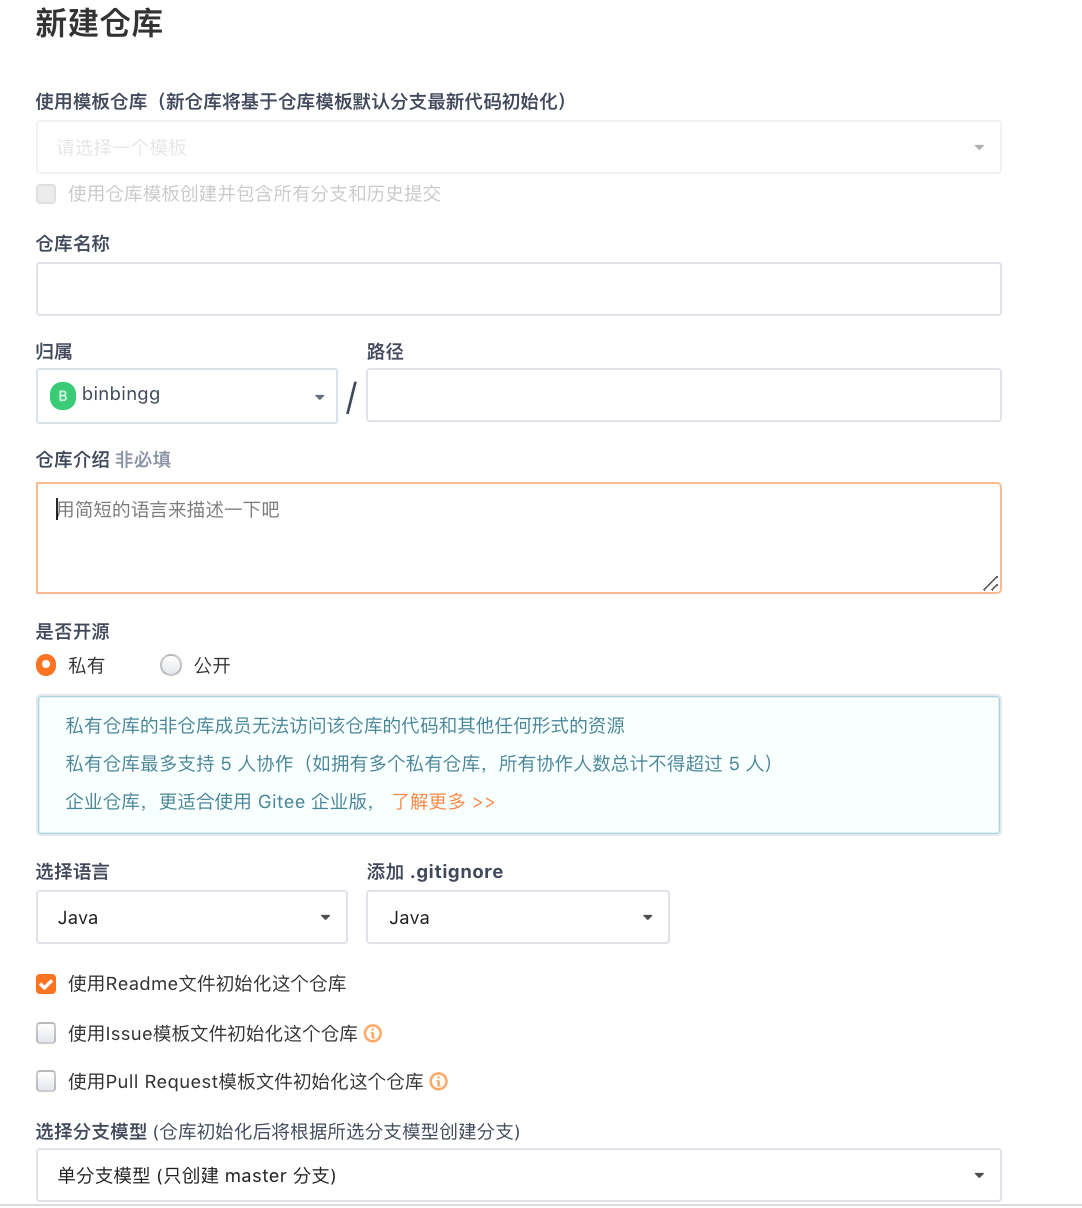 新建仓库
使用模板仓库（新仓库将基于仓库模板默认分支最新代码初始化）
请选择一个模板
使用仓库模板创建并包含所有分支和历史提交
仓库名称
归属 路径
B binbingg /
仓库介绍 非必填
用简短的语言来描述一下吧
是否开源
私有 公开
私有仓库的非仓库成员无法访问该仓库的代码和其他任何形式的资源
私有仓库最多支持 5 人协作（如拥有多个私有仓库，所有协作人数总计不得超过 5 人）
企业仓库，更适合使用 Gitee 企业版， 了解更多 >>
选择语言 添加 .gitignore
Java Java
使用Readme文件初始化这个仓库
使用Issue模板文件初始化这个仓库
使用Pull Request模板文件初始化这个仓库
选择分支模型 (仓库初始化后将根据所选分支模型创建分支)
单分支模型 (只创建 master 分支)